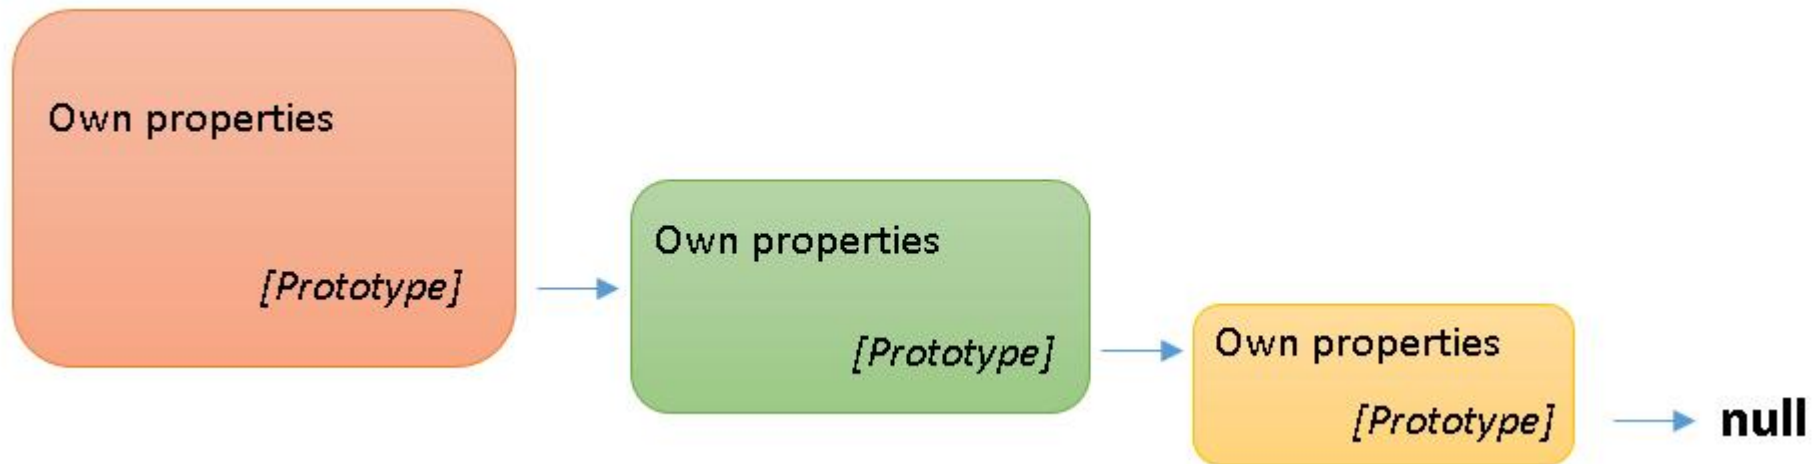 Own properties
[Prototype]
Own properties
[Prototype]
Own properties
[Prototype]
null